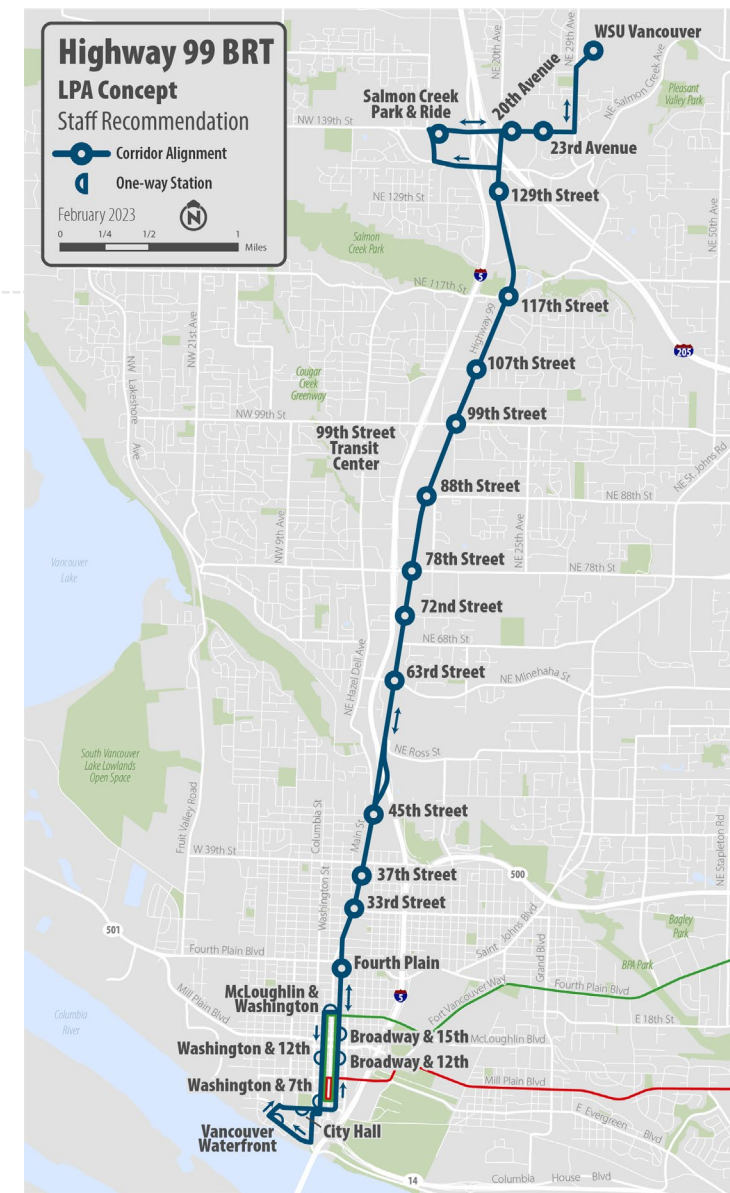 Highway 99 BRT
LPA Concept
Staff Recommendation
Corridor Alignment
One-way Station
February 2023
N
0 1/4 1/2 1
Miles
WSU Vancouver
NE 20th Ave
NE 29th Ave
NE Salmon Creek Ave
Pleasant
Valley Park
Salmon Creek
Park & Ride
20th Avenue
NW 139th St
23rd Avenue
NE 129th St
129th Street
NE 50th Ave
Salmon
Creek Park
5
NE 117th St
117th Street
Highway 99
NW 21st Ave
205
NW Lakeshore Ave
Cougar
Creek
Greenway
107th Street
NW 99th St
99th Street
99th Street
Transit
Center
NE St. Johns Rd
88th Street
NE 88th St
NW 9th Ave
NE 25th Ave
Vancouver
Lake
78th Street
NE 78th St
72nd Street
NE 68th St
NE Hazel Dell Ave
63rd Street
NE Minehaha St
NE Ross St
South Vancouver
Lake Lowlands
Open Space
Fruit Valley Road
Columbia St
Main St
45th Street
NE Stapleton Rd
W 39th St
37th Street
500
Washington St
33rd Street
501
Saint Johns Blvd
Grand Blvd
Bagley
Park
Fourth Plain Blvd
Fourth Plain
BPA Park
Mill Plain Blvd
McLoughlin &
Washington
5
Fort Vancouver Way
Fourth Plain Blvd
Columbia
River
E 18th St
Broadway & 15th
McLoughlin Blvd
Washington & 12th
Broadway & 12th
Washington & 7th
Mill Plain Blvd
E Evergreen Blvd
Vancouver
Waterfront
City Hall
14
Columbia House Blvd